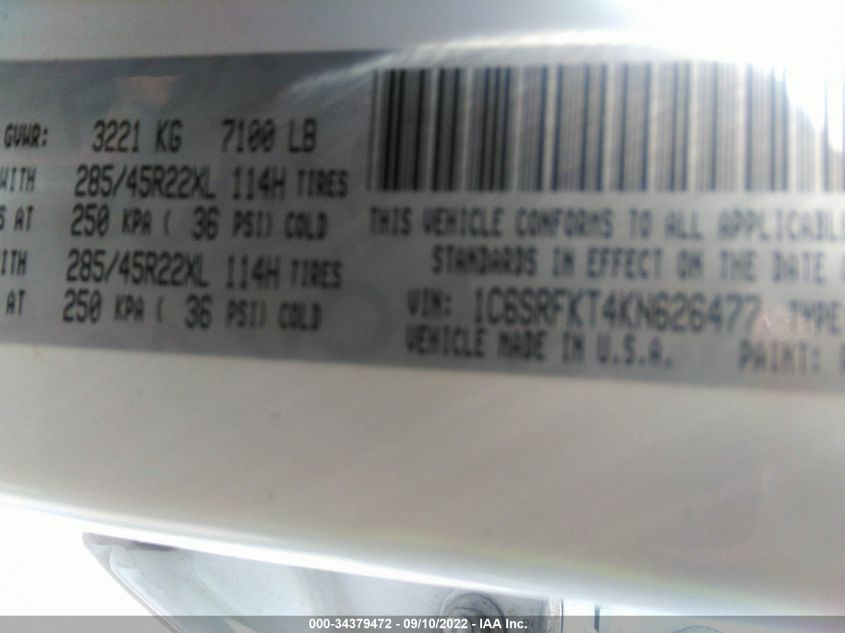 GVWR: 3221 KG 7100 LB
WITH 285/45R22XL 114H TIRES
AT 250 KPA ( 36 PSI) COLD
285/45R22XL 114H TIRES
AT 250 KPA ( 36 PSI) COLD
THIS VEHICLE CONFORMS TO ALL APPLICABLE
STANDARDS IN EFFECT ON THE DATE
VIN: 1C6SRFKT4KN626477 TYPE
VEHICLE MADE IN U.S.A. PAINT:
000-34379472 - 09/10/2022 - IAA Inc.